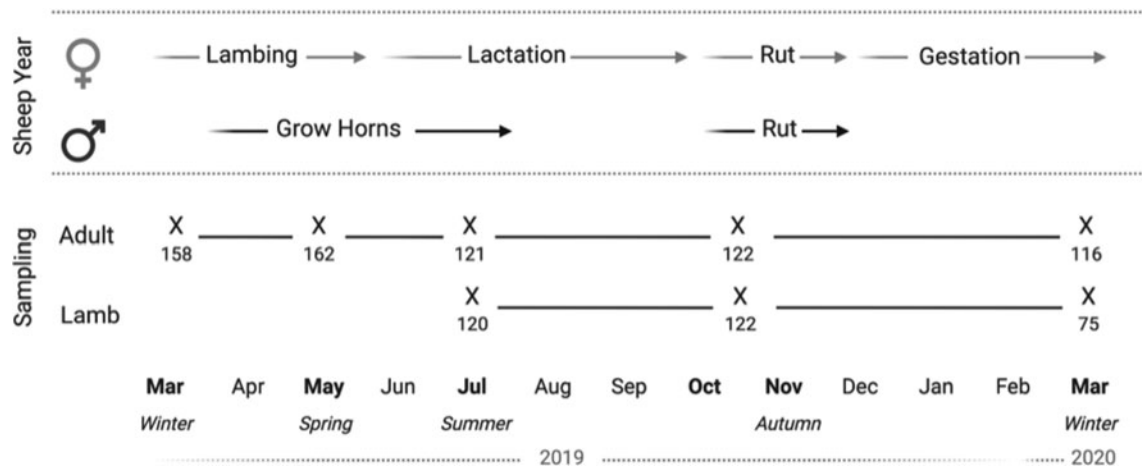 Sheep Year
♀ Lambing Lactation Rut Gestation
♂ Grow Horns Rut
Sampling
Adult X X X X X
158 162 121 122 116
Lamb X X X
120 122 75
Mar Apr May Jun Jul Aug Sep Oct Nov Dec Jan Feb Mar
Winter Spring Summer Autumn Winter
2019 2020